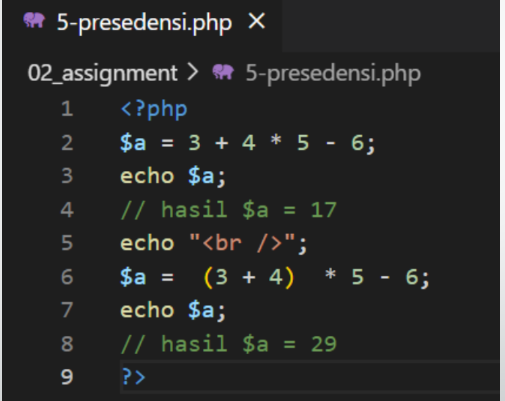 5-presedensi.php ×
02_assignment > 5-presedensi.php
1 <?php
2 $a = 3 + 4 * 5 - 6;
3 echo $a;
4 // hasil $a = 17
5 echo "<br />";
6 $a =  (3 + 4)  * 5 - 6;
7 echo $a;
8 // hasil $a = 29
9 ?>